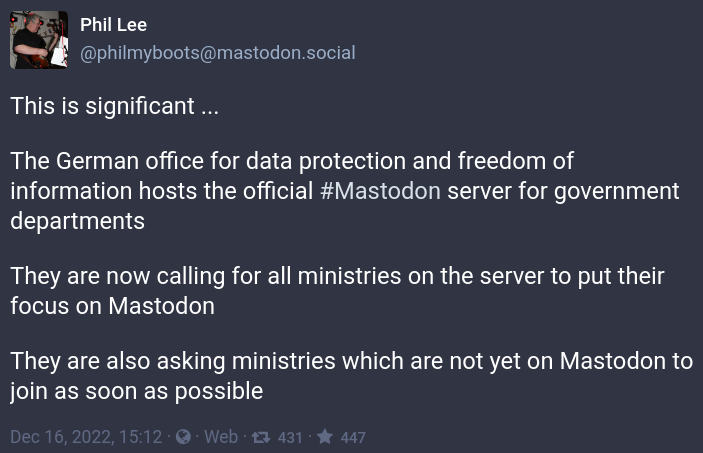 Phil Lee
@philmyboots@mastodon.social
This is significant ...
The German office for data protection and freedom of
information hosts the official #Mastodon server for government
departments
They are now calling for all ministries on the server to put their
focus on Mastodon
They are also asking ministries which are not yet on Mastodon to
join as soon as possible
Dec 16, 2022, 15:12 · · Web · 431 · 447